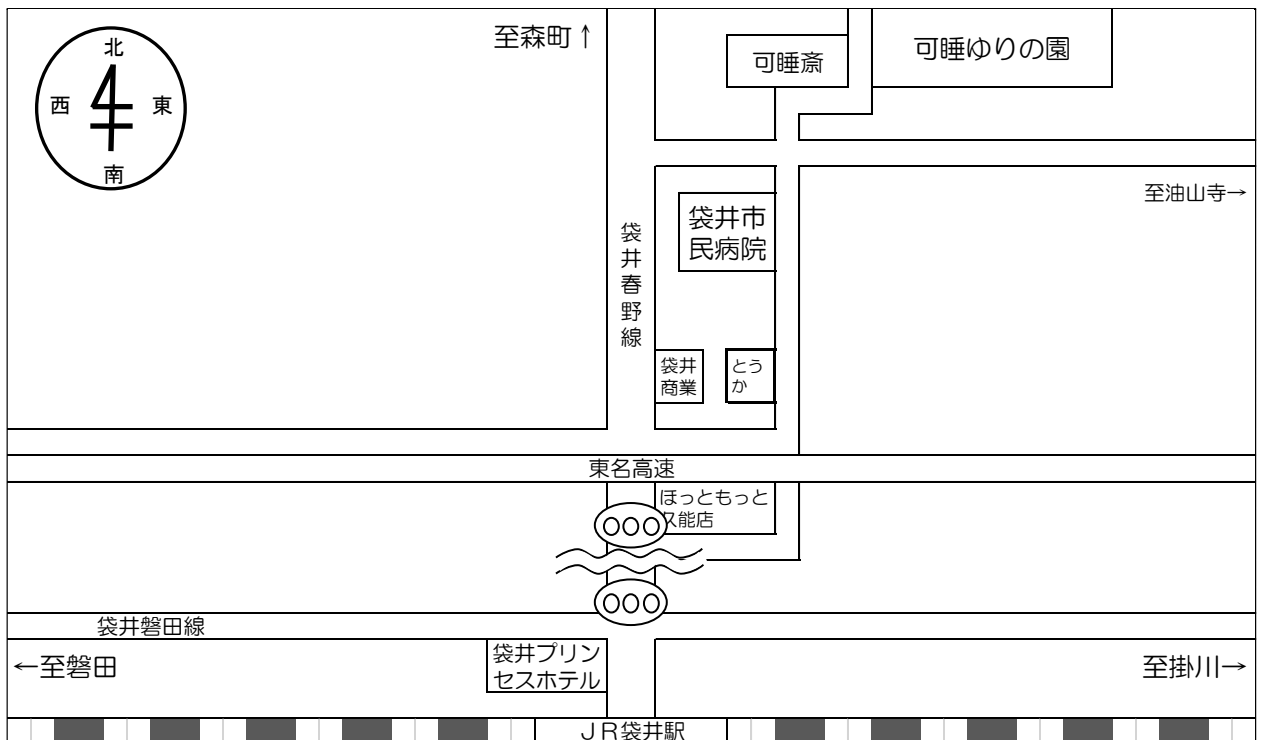 北
西
東
南
至森町↑
可睡斎
可睡ゆりの園
至油山寺→
袋井市
民病院
袋井春野線
袋井
商業
とう
か
東名高速
ほっともっと
久能店
袋井磐田線
←至磐田
袋井プリン
セスホテル
至掛川→
ＪＲ袋井駅